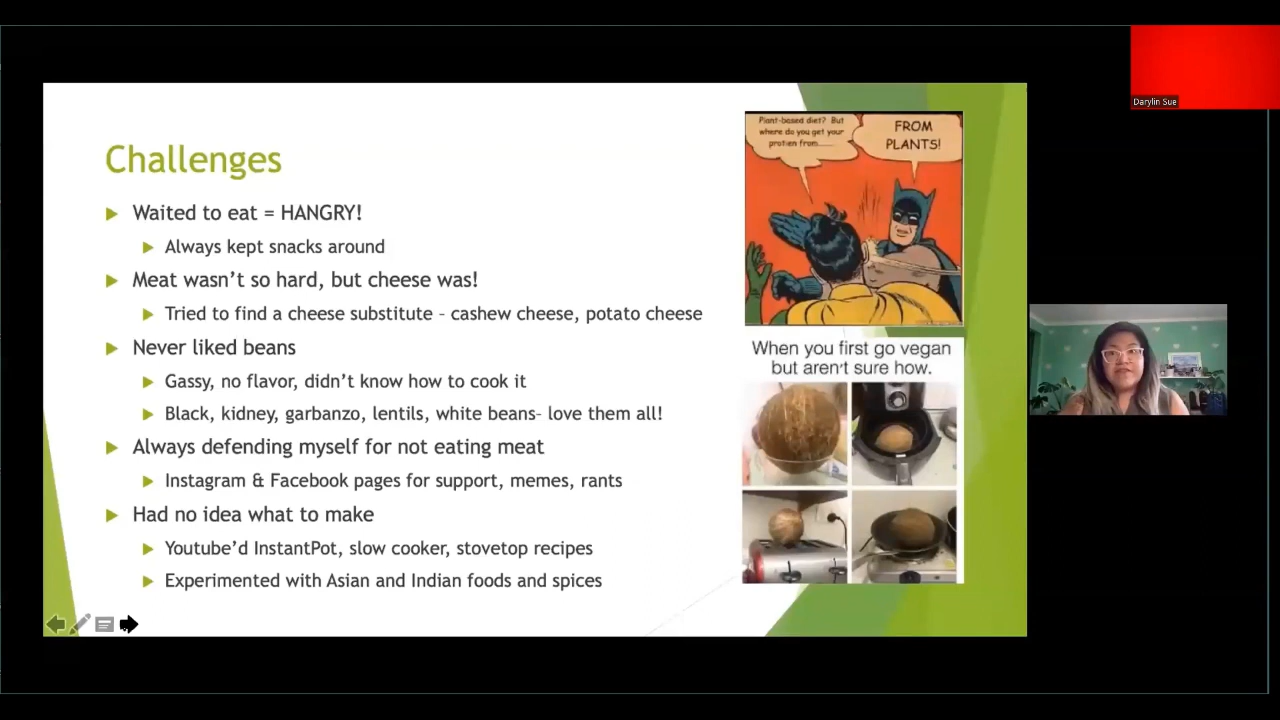 Darylin Sue
Challenges
Waited to eat = HANGRY!
Always kept snacks around
Meat wasn't so hard, but cheese was!
Tried to find a cheese substitute – cashew cheese, potato cheese
Never liked beans
Gassy, no flavor, didn't know how to cook it
Black, kidney, garbanzo, lentils, white beans– love them all!
Always defending myself for not eating meat
Instagram & Facebook pages for support, memes, rants
Had no idea what to make
Youtube'd InstantPot, slow cooker, stovetop recipes
Experimented with Asian and Indian foods and spices
Plant-based diet? But
where do you get your
protien from.....
FROM
PLANTS!
When you first go vegan
but aren't sure how.